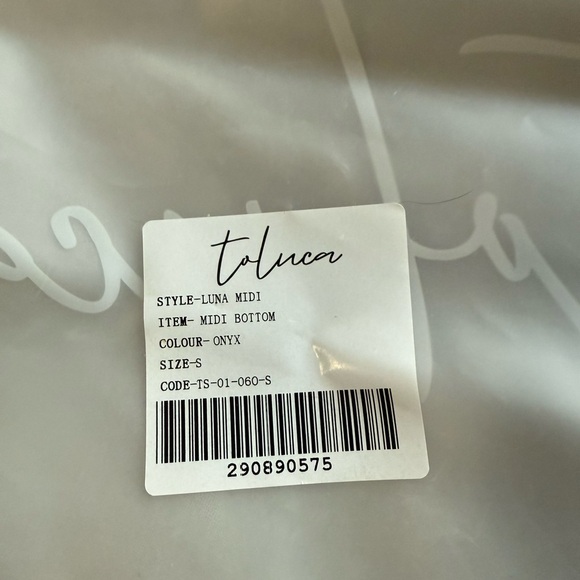 toluca
STYLE-LUNA MIDI
ITEM- MIDI BOTTOM
COLOUR- ONYX
SIZE-S
CODE-TS-01-060-S
290890575